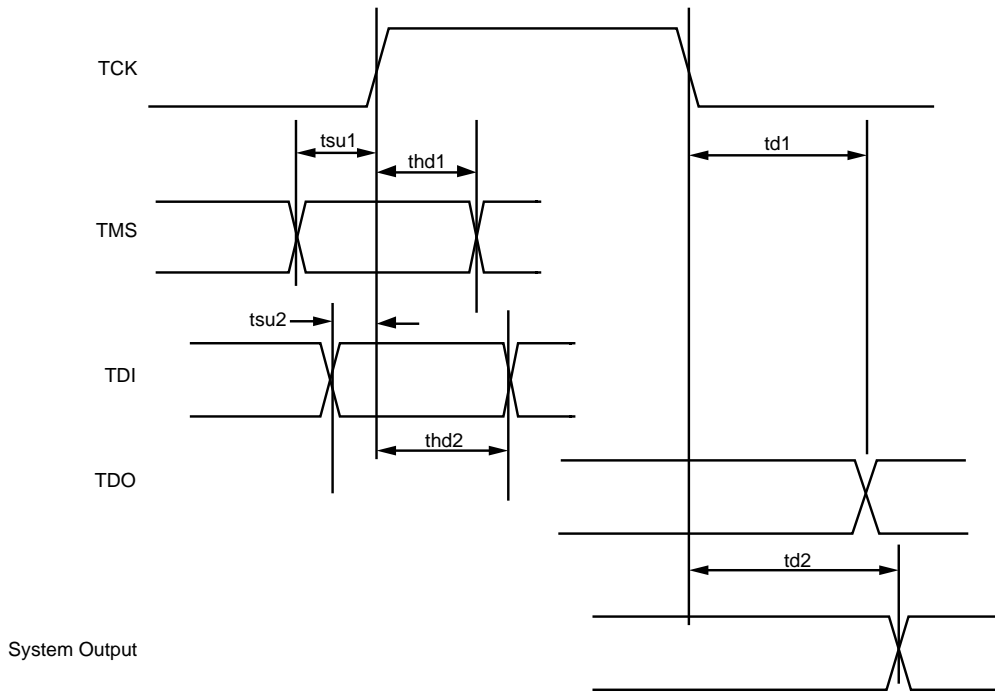 TCK
tsu1
thd1
td1
TMS
tsu2
TDI
thd2
TDO
td2
System Output